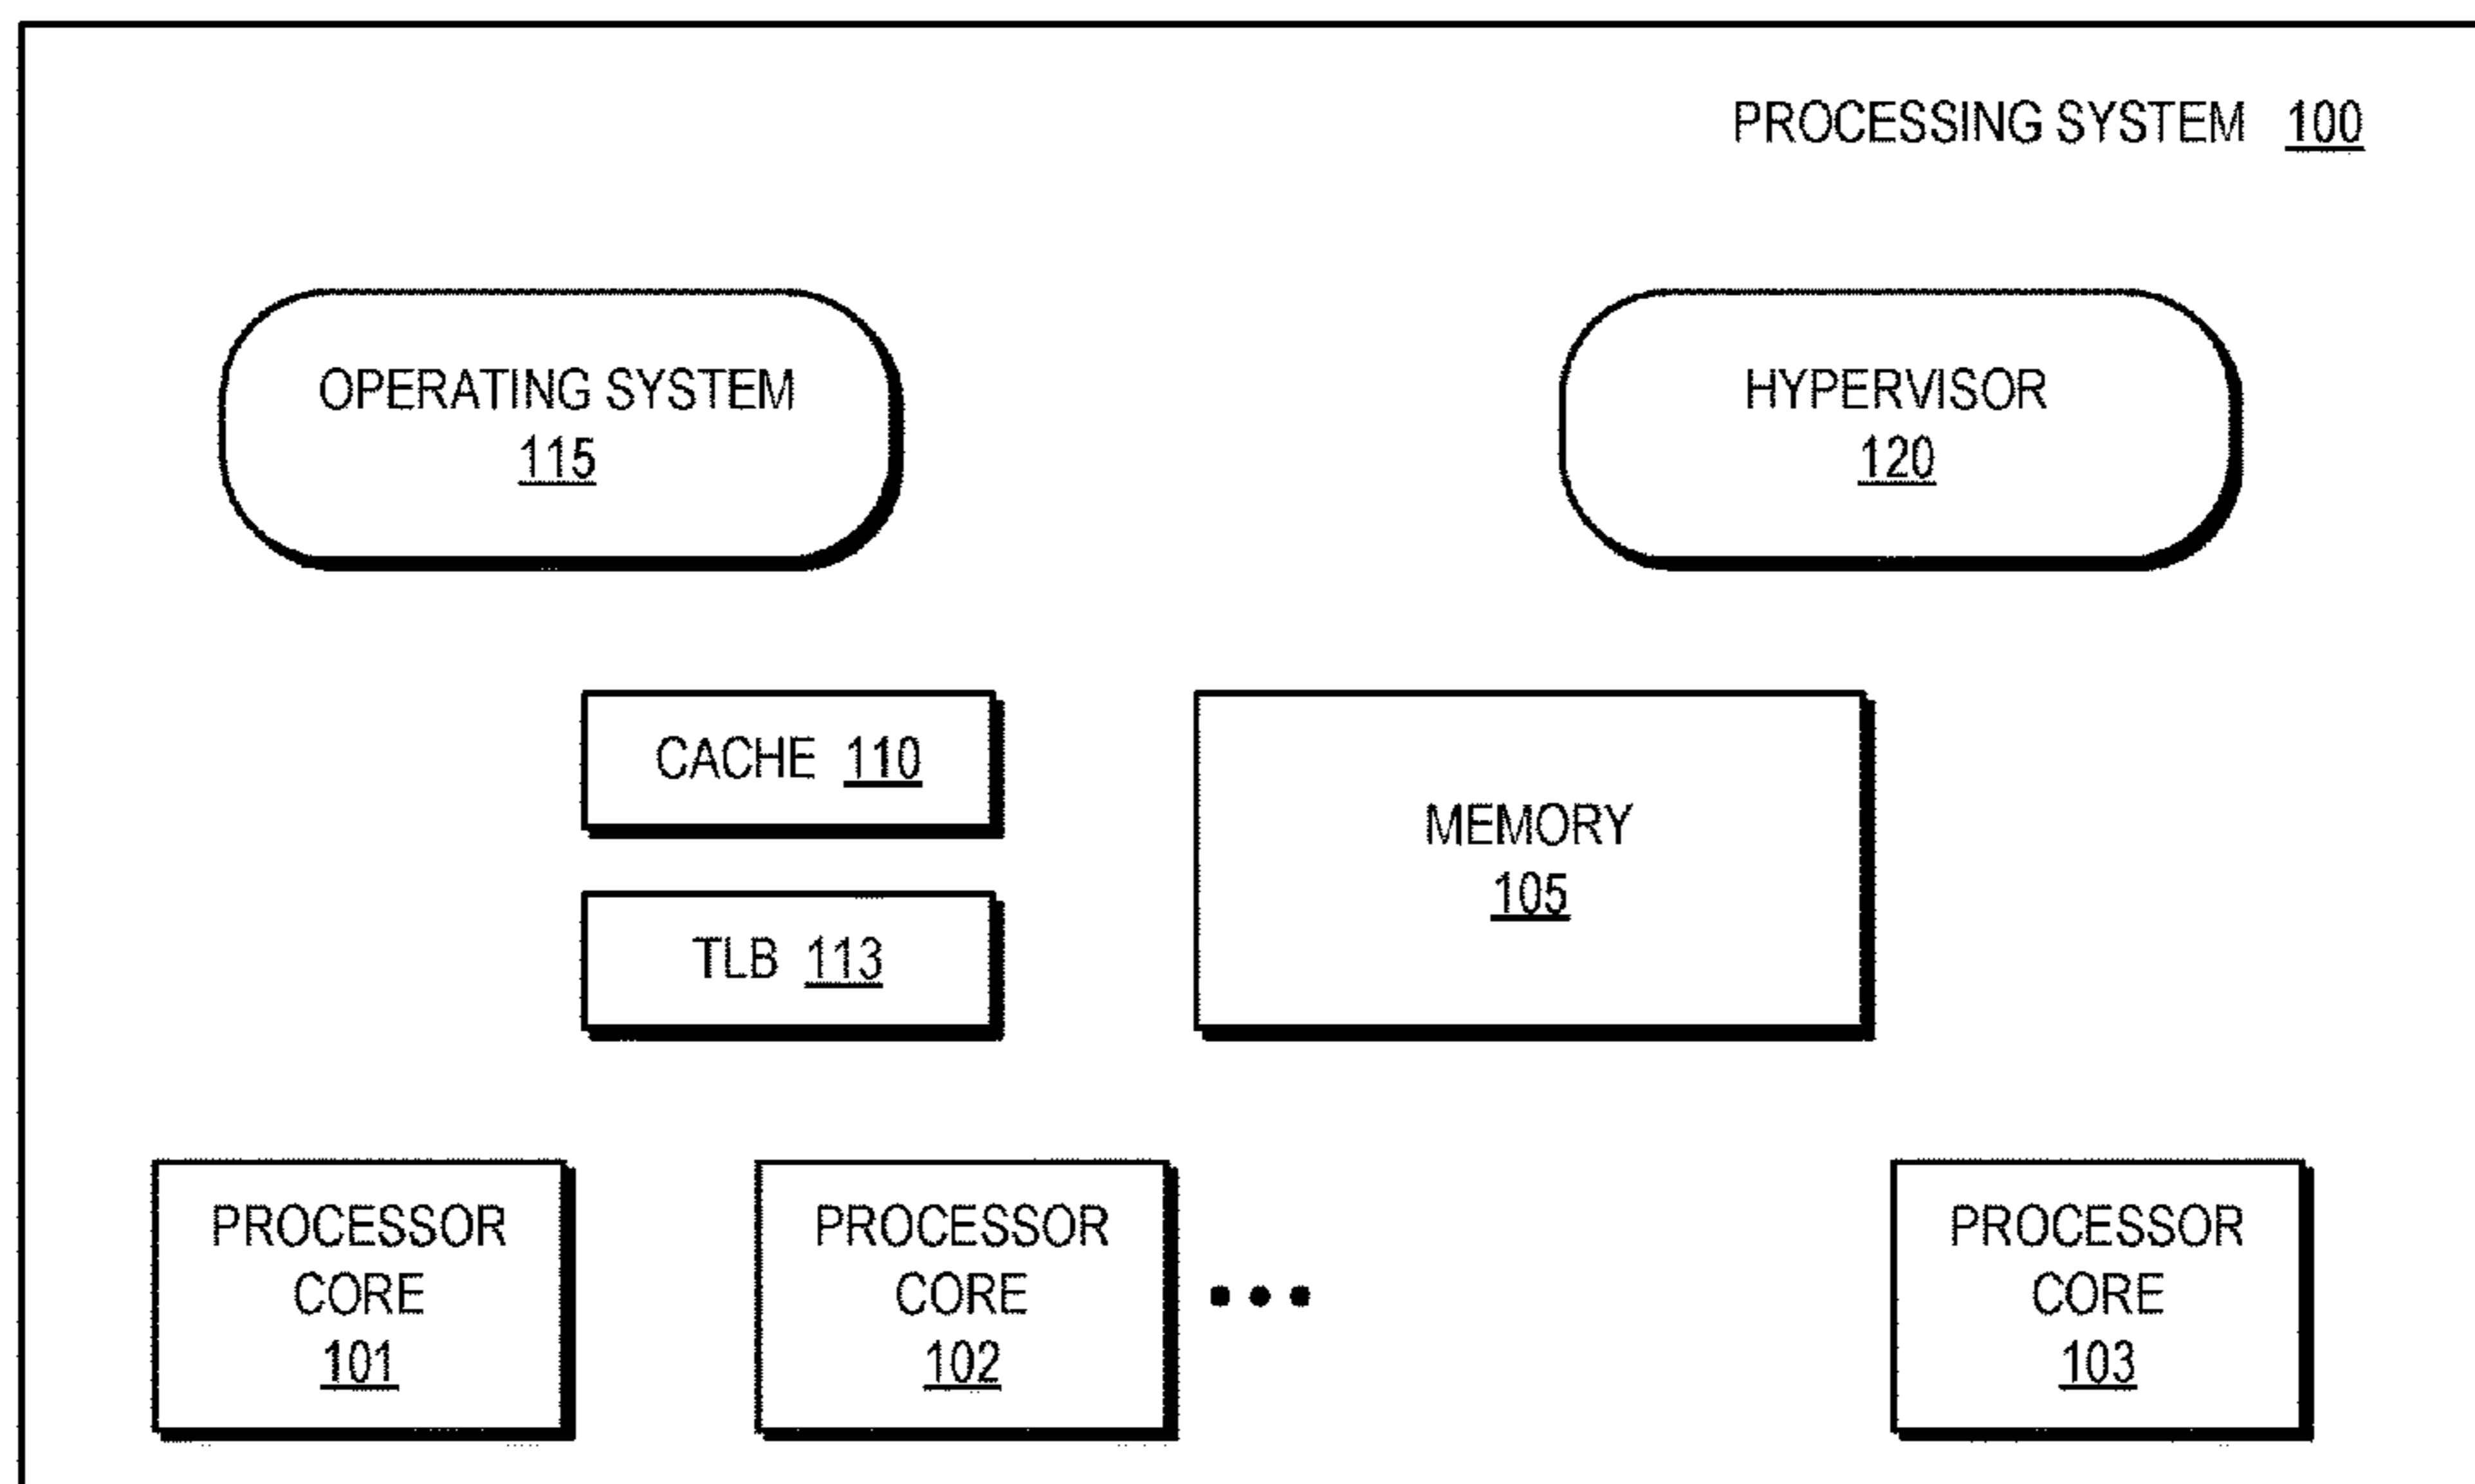 PROCESSING SYSTEM 100
OPERATING SYSTEM
115
HYPERVISOR
120
CACHE 110
MEMORY
105
TLB 113
PROCESSOR
CORE
101
PROCESSOR
CORE
102
PROCESSOR
CORE
103